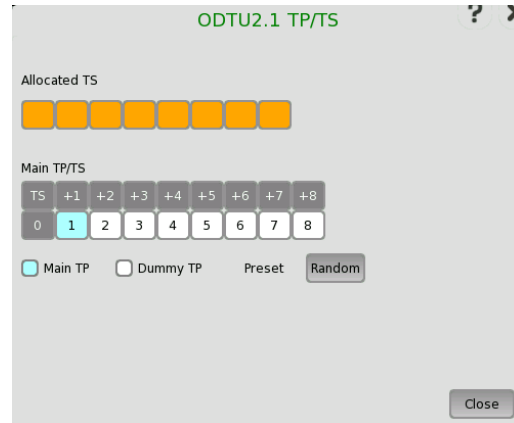 ODTU2.1 TP/TS ?
Allocated TS
Main TP/TS
TS +1 +2 +3 +4 +5 +6 +7 +8
0 1 2 3 4 5 6 7 8
Main TP Dummy TP Preset Random
Close